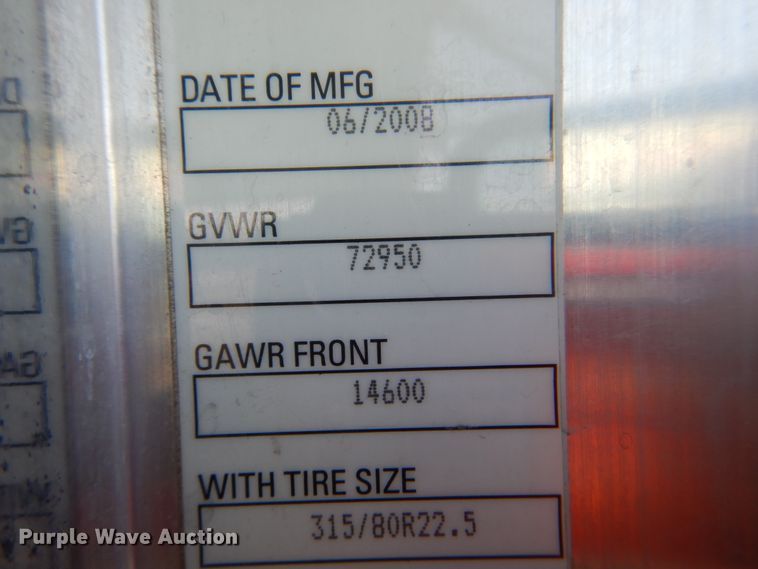 DATE OF MFG
06/2008
GVWR
72950
GAWR FRONT
14600
WITH TIRE SIZE
315/80R22.5
Purple Wave Auction